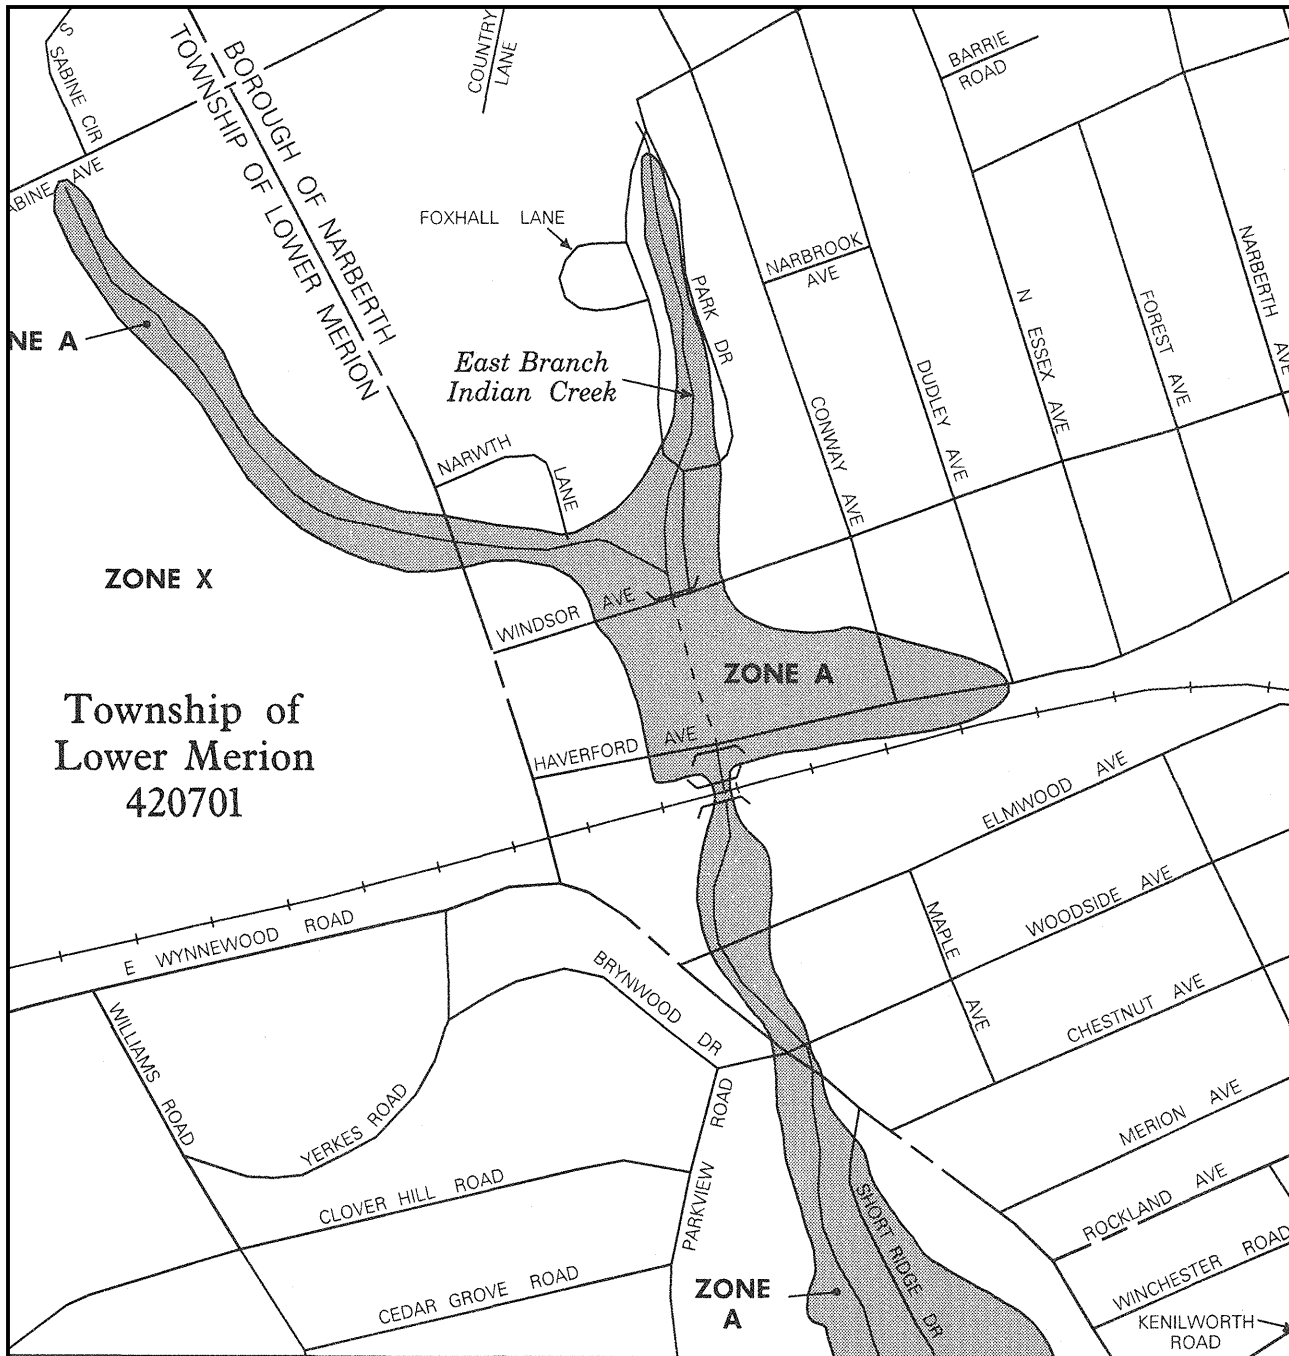 S SABINE CIR
BOROUGH OF NARBERTH
TOWNSHIP OF LOWER MERION
COUNTRY
LANE
BARRIE
ROAD
ABINE AVE
FOXHALL LANE
NARBROOK
AVE
PARK DR
N ESSEX AVE
FOREST AVE
NARBERTH AVE
NE A
East Branch
Indian Creek
CONWAY AVE
DUDLEY AVE
NARWTH
LANE
ZONE X
WINDSOR AVE
ZONE A
Township of
Lower Merion
420701
HAVERFORD AVE
ELMWOOD AVE
E WYNNEWOOD ROAD
MAPLE AVE
WOODSIDE AVE
BRYNWOOD DR
CHESTNUT AVE
WILLIAMS ROAD
YERKES ROAD
MERION AVE
CLOVER HILL ROAD
PARKVIEW ROAD
SHORT RIDGE DR
ROCKLAND AVE
CEDAR GROVE ROAD
ZONE
A
WINCHESTER ROAD
KENILWORTH
ROAD